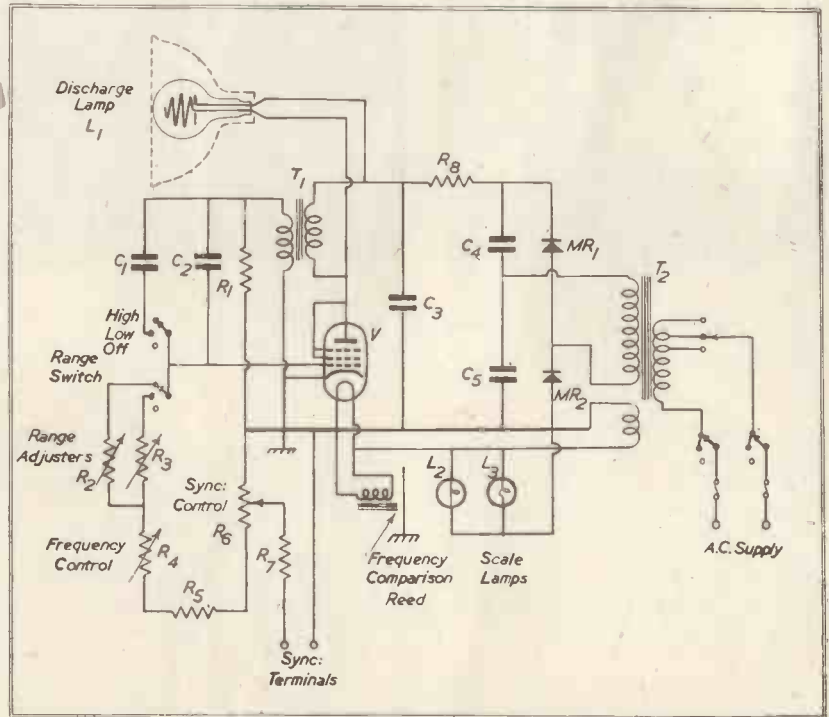 Discharge
Lamp
L1
T1
R8
C1
C2
R1
C4
MR1
T2
C3
V
High
Low
Off
Range
Switch
C5
MR2
Range
Adjusters
R2
R3
Sync:
Control
R6
L2
L3
Frequency
Control
R4
R7
Frequency
Comparison
Reed
Scale
Lamps
A.C. Supply
R5
Sync:
Terminals